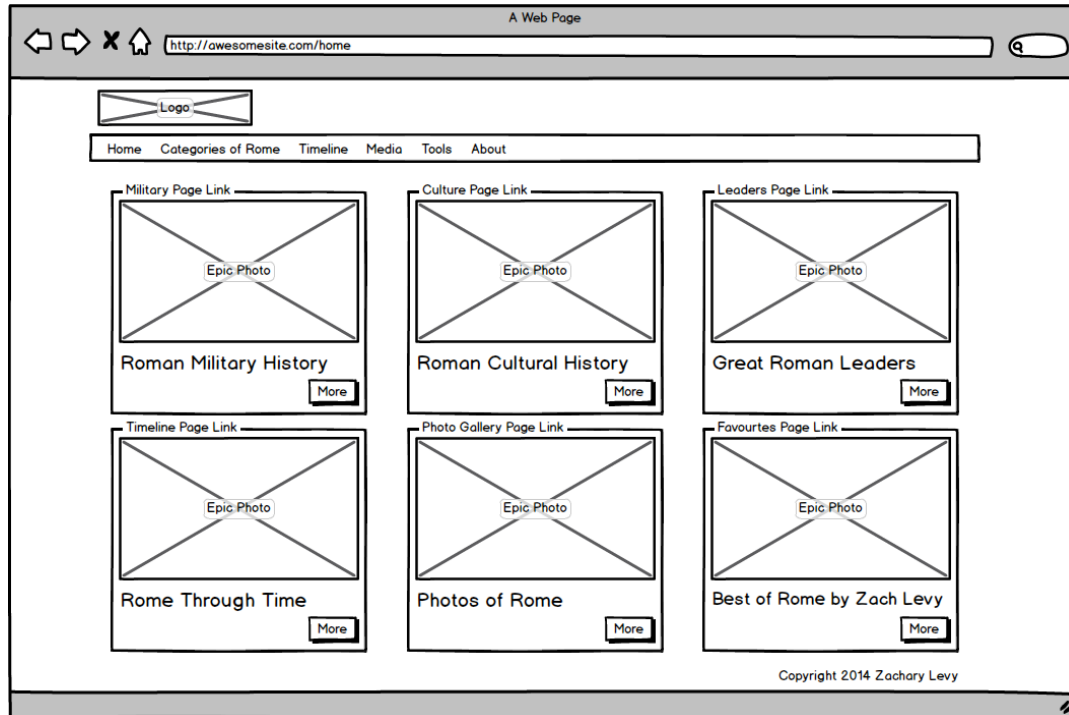 A Web Page
http://awesomesite.com/home
Logo
Home Categories of Rome Timeline Media Tools About
Military Page Link Culture Page Link Leaders Page Link
Epic Photo Epic Photo Epic Photo
Roman Military History Roman Cultural History Great Roman Leaders
More More More
Timeline Page Link Photo Gallery Page Link Favourtes Page Link
Epic Photo Epic Photo Epic Photo
Rome Through Time Photos of Rome Best of Rome by Zach Levy
More More More
Copyright 2014 Zachary Levy